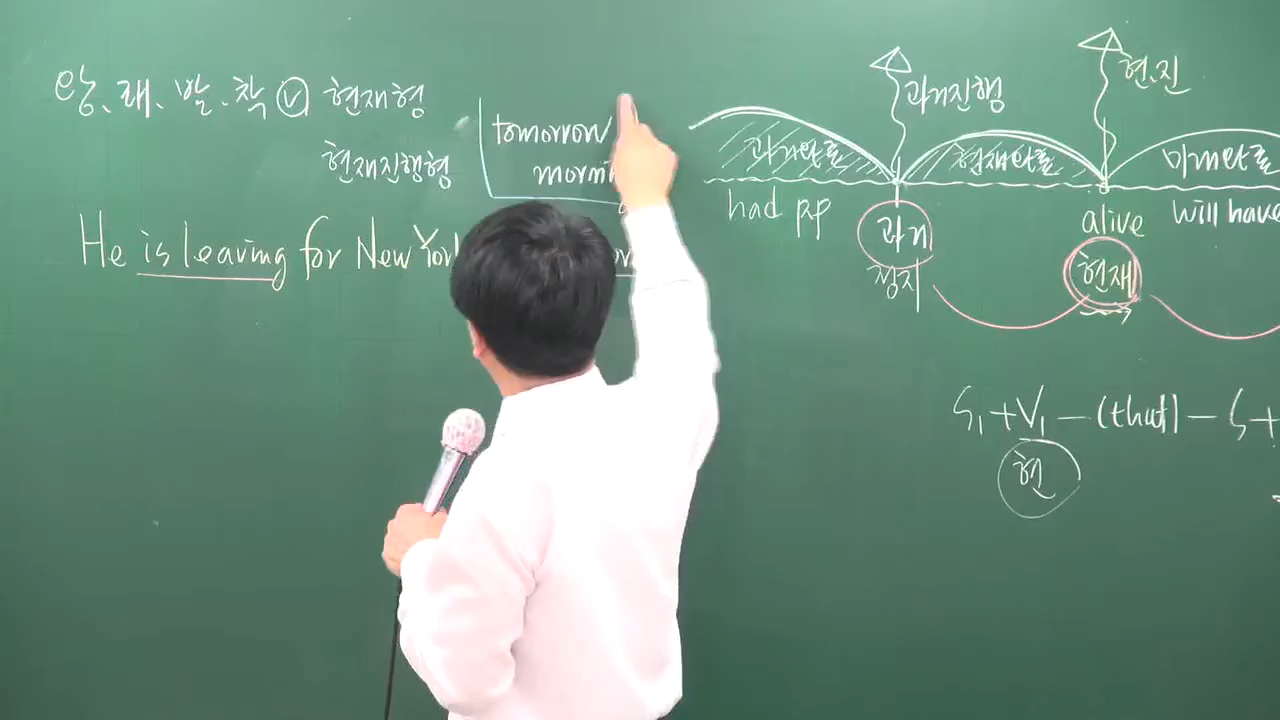 왕.래.발.착 Ⓥ 현재형
현재진행형
tomorrow
He is leaving for New York
과거진행
현.진
과거완료
현재완료
미래완료
had pp
과거
정지
alive
현재
will have
S₁+V₁ – (that) – S +
현